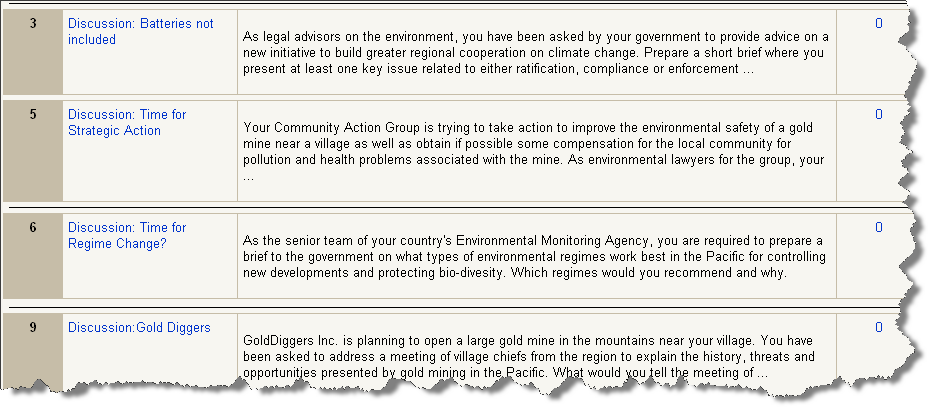 3
Discussion: Batteries not
included
As legal advisors on the environment, you have been asked by your government to provide advice on a
new initiative to build greater regional cooperation on climate change. Prepare a short brief where you
present at least one key issue related to either ratification, compliance or enforcement ...
0
5
Discussion: Time for
Strategic Action
Your Community Action Group is trying to take action to improve the environmental safety of a gold
mine near a village as well as obtain if possible some compensation for the local community for
pollution and health problems associated with the mine. As environmental lawyers for the group, your
...
0
6
Discussion: Time for
Regime Change?
As the senior team of your country's Environmental Monitoring Agency, you are required to prepare a
brief to the government on what types of environmental regimes work best in the Pacific for controlling
new developments and protecting bio-divesity. Which regimes would you recommend and why.
0
9
Discussion:Gold Diggers
GoldDiggers Inc. is planning to open a large gold mine in the mountains near your village. You have
been asked to address a meeting of village chiefs from the region to explain the history, threats and
opportunities presented by gold mining in the Pacific. What would you tell the meeting of ...
0